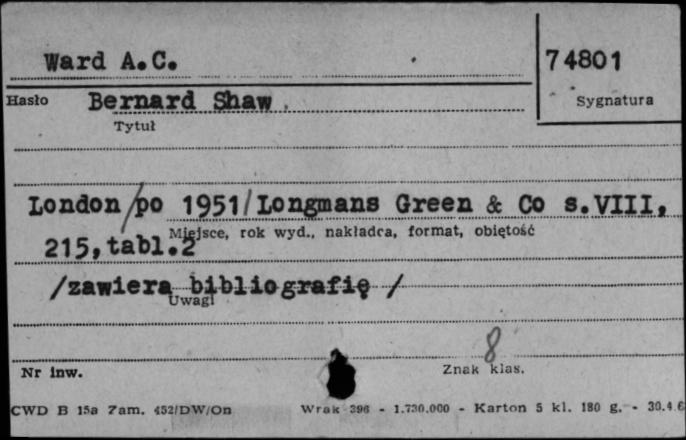 Ward A.C.
74801
Hasło
Bernard Shaw
Sygnatura
Tytuł
London/po 1951/Longmans Green & Co s.VIII,
Miejsce, rok wyd., nakładca, format, objętość
215,tabl.2
/zawiera bibliografię /
Uwagi
8
Nr inw.
Znak klas.
CWD B 15a Zam. 452/DW/On Wrak 396 - 1.730.000 - Karton 5 kl. 180 g. - 30.4.6